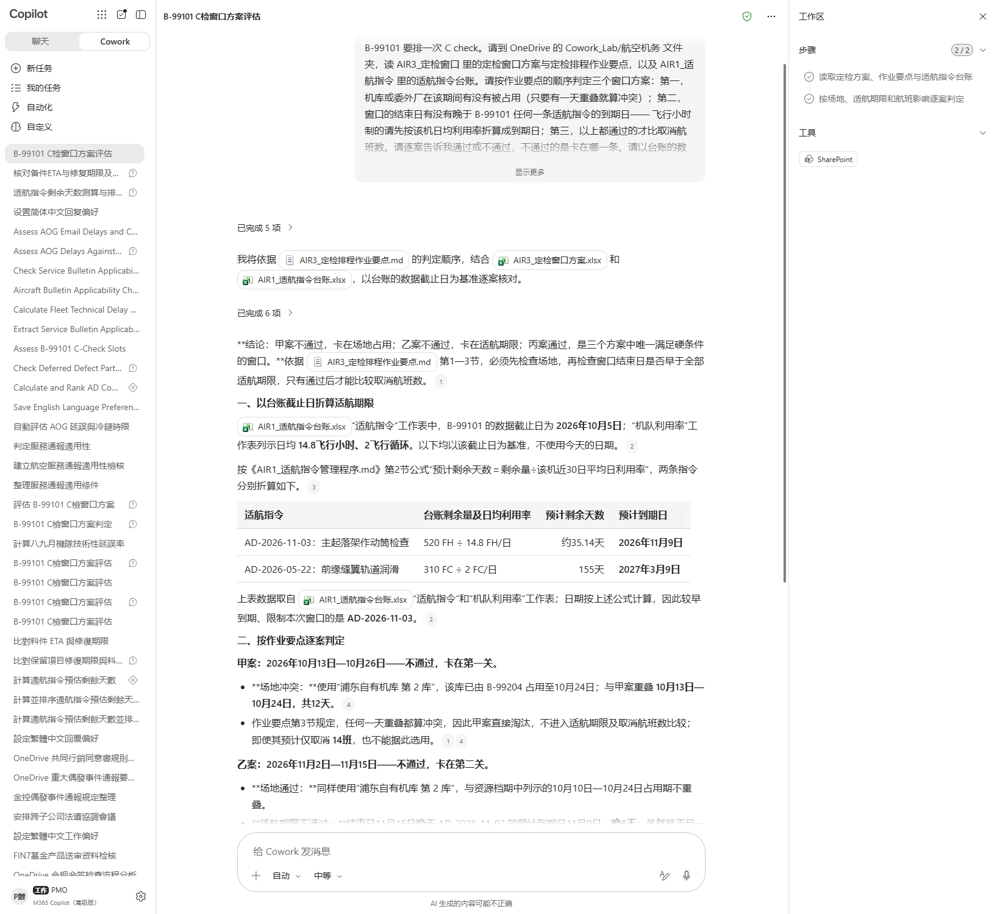 Copilot
聊天
Cowork
新任务
我的任务
自动化
自定义
B-99101 C检窗口方案评估
核对备件ETA与修复期限及...
适航指令剩余天数测算与排...
设置简体中文回复偏好
Assess AOG Email Delays and C...
Assess AOG Delays Against...
Check Service Bulletin Applicabi...
Aircraft Bulletin Applicability Ch...
Calculate Fleet Technical Delay ...
Extract Service Bulletin Applicab...
Assess B-99101 C-Check Slots
Check Deferred Defect Part...
Calculate and Rank AD Co...
Save English Language Preferen...
自動評估 AOG 延誤與冷鏈時限
判定服務通報適用性
建立航空服務通報適用性檢核
整理服務通報適用條件
評估 B-99101 C檢窗口方案
B-99101 C檢窗口方案判定
計算八九月機隊技術性延誤率
B-99101 C檢窗口方案評估
B-99101 C檢窗口方案評估
B-99101 C檢窗口方案評估
B-99101 C檢窗口方案評估
比對料件 ETA 與修復期限
比對保留項目修復期限與料...
計算適航指令預估剩餘天數
計算並排序適航指令預估剩餘天...
計算適航指令預估剩餘天數並排...
設定繁體中文回覆偏好
OneDrive 共同行銷同意書規則...
OneDrive 重大偶發事件通報要...
金控偶發事件通報規定整理
安排跨子公司法遵協調會議
設定繁體中文工作偏好
FIN7基金产品送审资料检核
OneDrive 合规会签检查流程分析
P辦
工作 PMO
M365 Copilot（高级版）
B-99101 C检窗口方案评估
B-99101 要排一次 C check。请到 OneDrive 的 Cowork_Lab/航空机务 文件
夹，读 AIR3_定检窗口 里的定检窗口方案与定检排程作业要点，以及 AIR1_适
航指令 里的适航指令台账。请按作业要点的顺序判定三个窗口方案：第一，
机库或委外厂在该期间有没有被占用（只要有一天重叠就算冲突）；第二，
窗口的结束日有没有晚于 B-99101 任何一条适航指令的到期日—— 飞行小时
制的请先按该机日均利用率折算成到期日；第三，以上都通过的才比取消航
班数。请逐案告诉我通过或不通过，不通过的是卡在哪一条。请以台账的数
显示更多
已完成 5 项
我将依据 AIR3_定检排程作业要点.md 的判定顺序，结合 AIR3_定检窗口方案.xlsx 和
AIR1_适航指令台账.xlsx ，以台账的数据截止日为基准逐案核对。
已完成 6 项
**结论：甲案不通过，卡在场地占用；乙案不通过，卡在适航期限；丙案通过，是三个方案中唯一满足硬条件
的窗口。**依据 AIR3_定检排程作业要点.md 第1—3节，必须先检查场地，再检查窗口结束日是否早于全部
适航期限，只有通过后才能比较取消航班数。 1
一、以台账截止日折算适航期限
AIR1_适航指令台账.xlsx “适航指令”工作表中，B-99101 的数据截止日为 2026年10月5日；“机队利用率”工
作表列示日均 14.8飞行小时、2飞行循环。以下均以该截止日为基准，不使用今天的日期。 2
按《AIR1_适航指令管理程序.md》第2节公式“预计剩余天数＝剩余量÷该机近30日平均日利用率”，两条指令
分别折算如下。 3
适航指令 台账剩余量及日均利用率 预计剩余天数 预计到期日
AD-2026-11-03：主起落架作动筒检查 520 FH ÷ 14.8 FH/日 约35.14天 2026年11月9日
AD-2026-05-22：前缘缝翼轨道润滑 310 FC ÷ 2 FC/日 155天 2027年3月9日
上表数据取自 AIR1_适航指令台账.xlsx “适航指令”和“机队利用率”工作表；日期按上述公式计算，因此较早
到期、限制本次窗口的是 AD-2026-11-03。 2
二、按作业要点逐案判定
甲案：2026年10月13日—10月26日——不通过，卡在第一关。
**场地冲突：**使用“浦东自有机库 第 2 库”，该库已由 B-99204 占用至10月24日；与甲案重叠 10月13日—
10月24日，共12天。 4
作业要点第3节规定，任何一天重叠都算冲突，因此甲案直接淘汰，不进入适航期限及取消航班数比较；
即使其预计仅取消 14班，也不能据此选用。 1 4
乙案：2026年11月2日—11月15日——不通过，卡在第二关。
**场地通过：**同样使用“浦东自有机库 第 2 库”，与资源档期中列示的10月10日—10月24日占用期不重
叠。
**适航期限不通过：**结束日11月15日晚于 AD-2026-11-03 的预计到期日11月9日，晚6天；
给 Cowork 发消息
自动
中等
AI 生成的内容可能不正确
工作区
步骤
2 / 2
读取定检方案、作业要点与适航指令台账
按场地、适航期限和航班影响逐案判定
工具
SharePoint